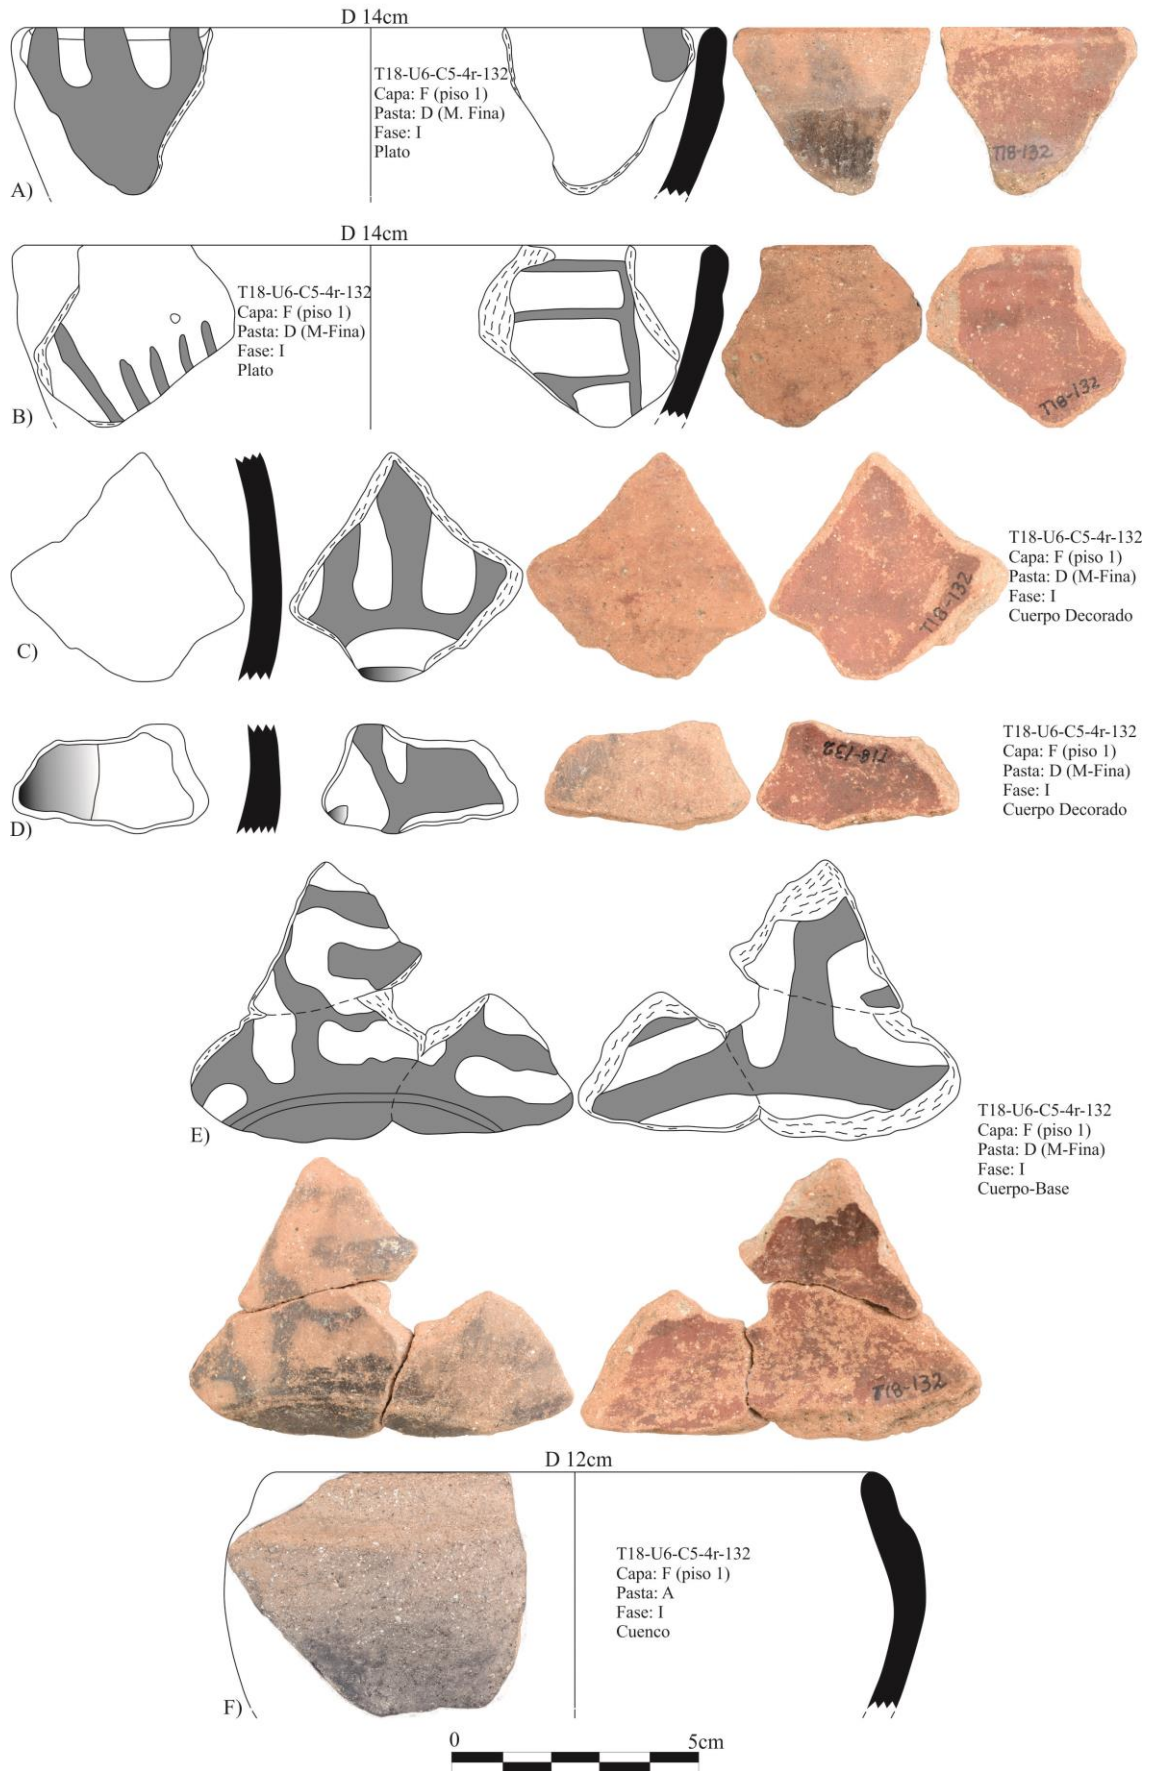 D 14cm
T18-U6-C5-4r-132
Capa: F (piso 1)
Pasta: D (M. Fina)
Fase: I
Plato
T18-132
A)
D 14cm
T18-U6-C5-4r-132
Capa: F (piso 1)
Pasta: D (M-Fina)
Fase: I
Plato
T18-132
B)
T18-U6-C5-4r-132
Capa: F (piso 1)
Pasta: D (M-Fina)
Fase: I
Cuerpo Decorado
T18-132
C)
T18-U6-C5-4r-132
Capa: F (piso 1)
Pasta: D (M-Fina)
Fase: I
Cuerpo Decorado
T18-132
D)
E)
T18-U6-C5-4r-132
Capa: F (piso 1)
Pasta: D (M-Fina)
Fase: I
Cuerpo-Base
T18-132
D 12cm
T18-U6-C5-4r-132
Capa: F (piso 1)
Pasta: A
Fase: I
Cuenco
F)
0 5cm